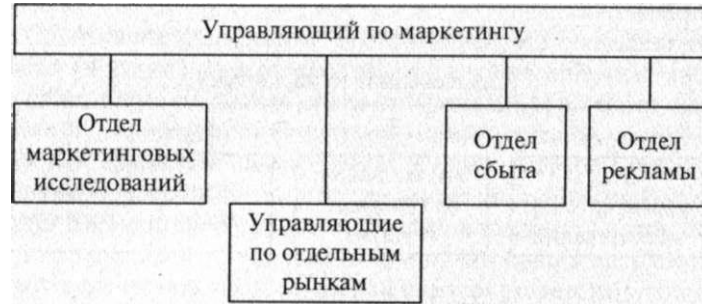 Управляющий по маркетингу
Отдел
маркетинговых
исследований
Управляющие
по отдельным
рынкам
Отдел
сбыта
Отдел
рекламы